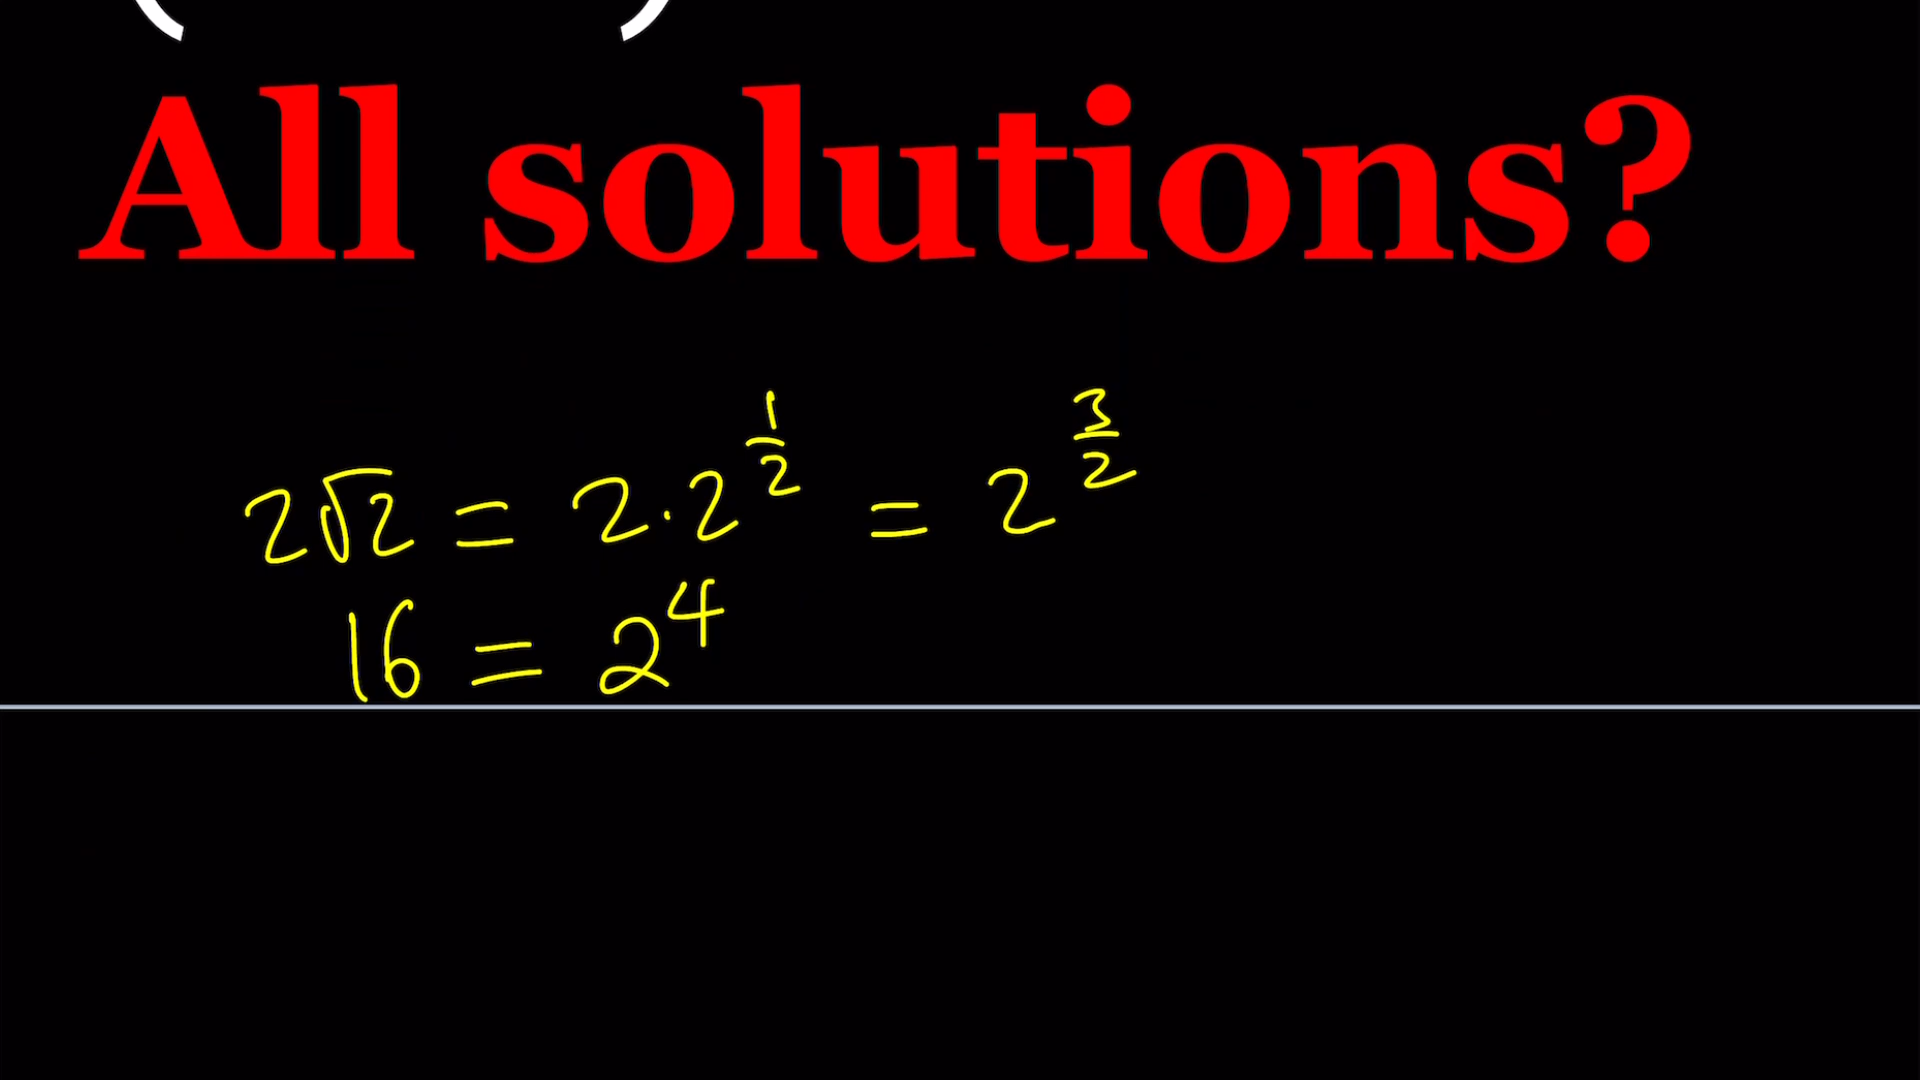 ( )
All solutions?
2√2 = 2·2^(1/2) = 2^(3/2)
16 = 2^4